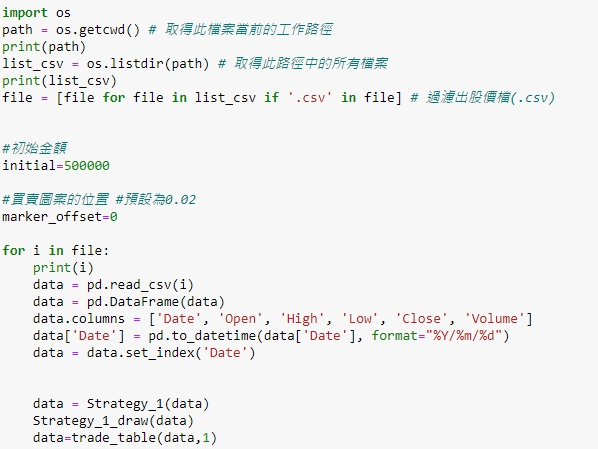 import os
path = os.getcwd() # 取得此檔案當前的工作路徑
print(path)
list_csv = os.listdir(path) # 取得此路徑中的所有檔案
print(list_csv)
file = [file for file in list_csv if '.csv' in file] # 過濾出股價檔(.csv)
#初始金額
initial=500000
#買賣圖案的位置 #預設為0.02
marker_offset=0
for i in file:
    print(i)
    data = pd.read_csv(i)
    data = pd.DataFrame(data)
    data.columns = ['Date', 'Open', 'High', 'Low', 'Close', 'Volume']
    data['Date'] = pd.to_datetime(data['Date'], format="%Y/%m/%d")
    data = data.set_index('Date')
    data = Strategy_1(data)
    Strategy_1_draw(data)
    data=trade_table(data,1)